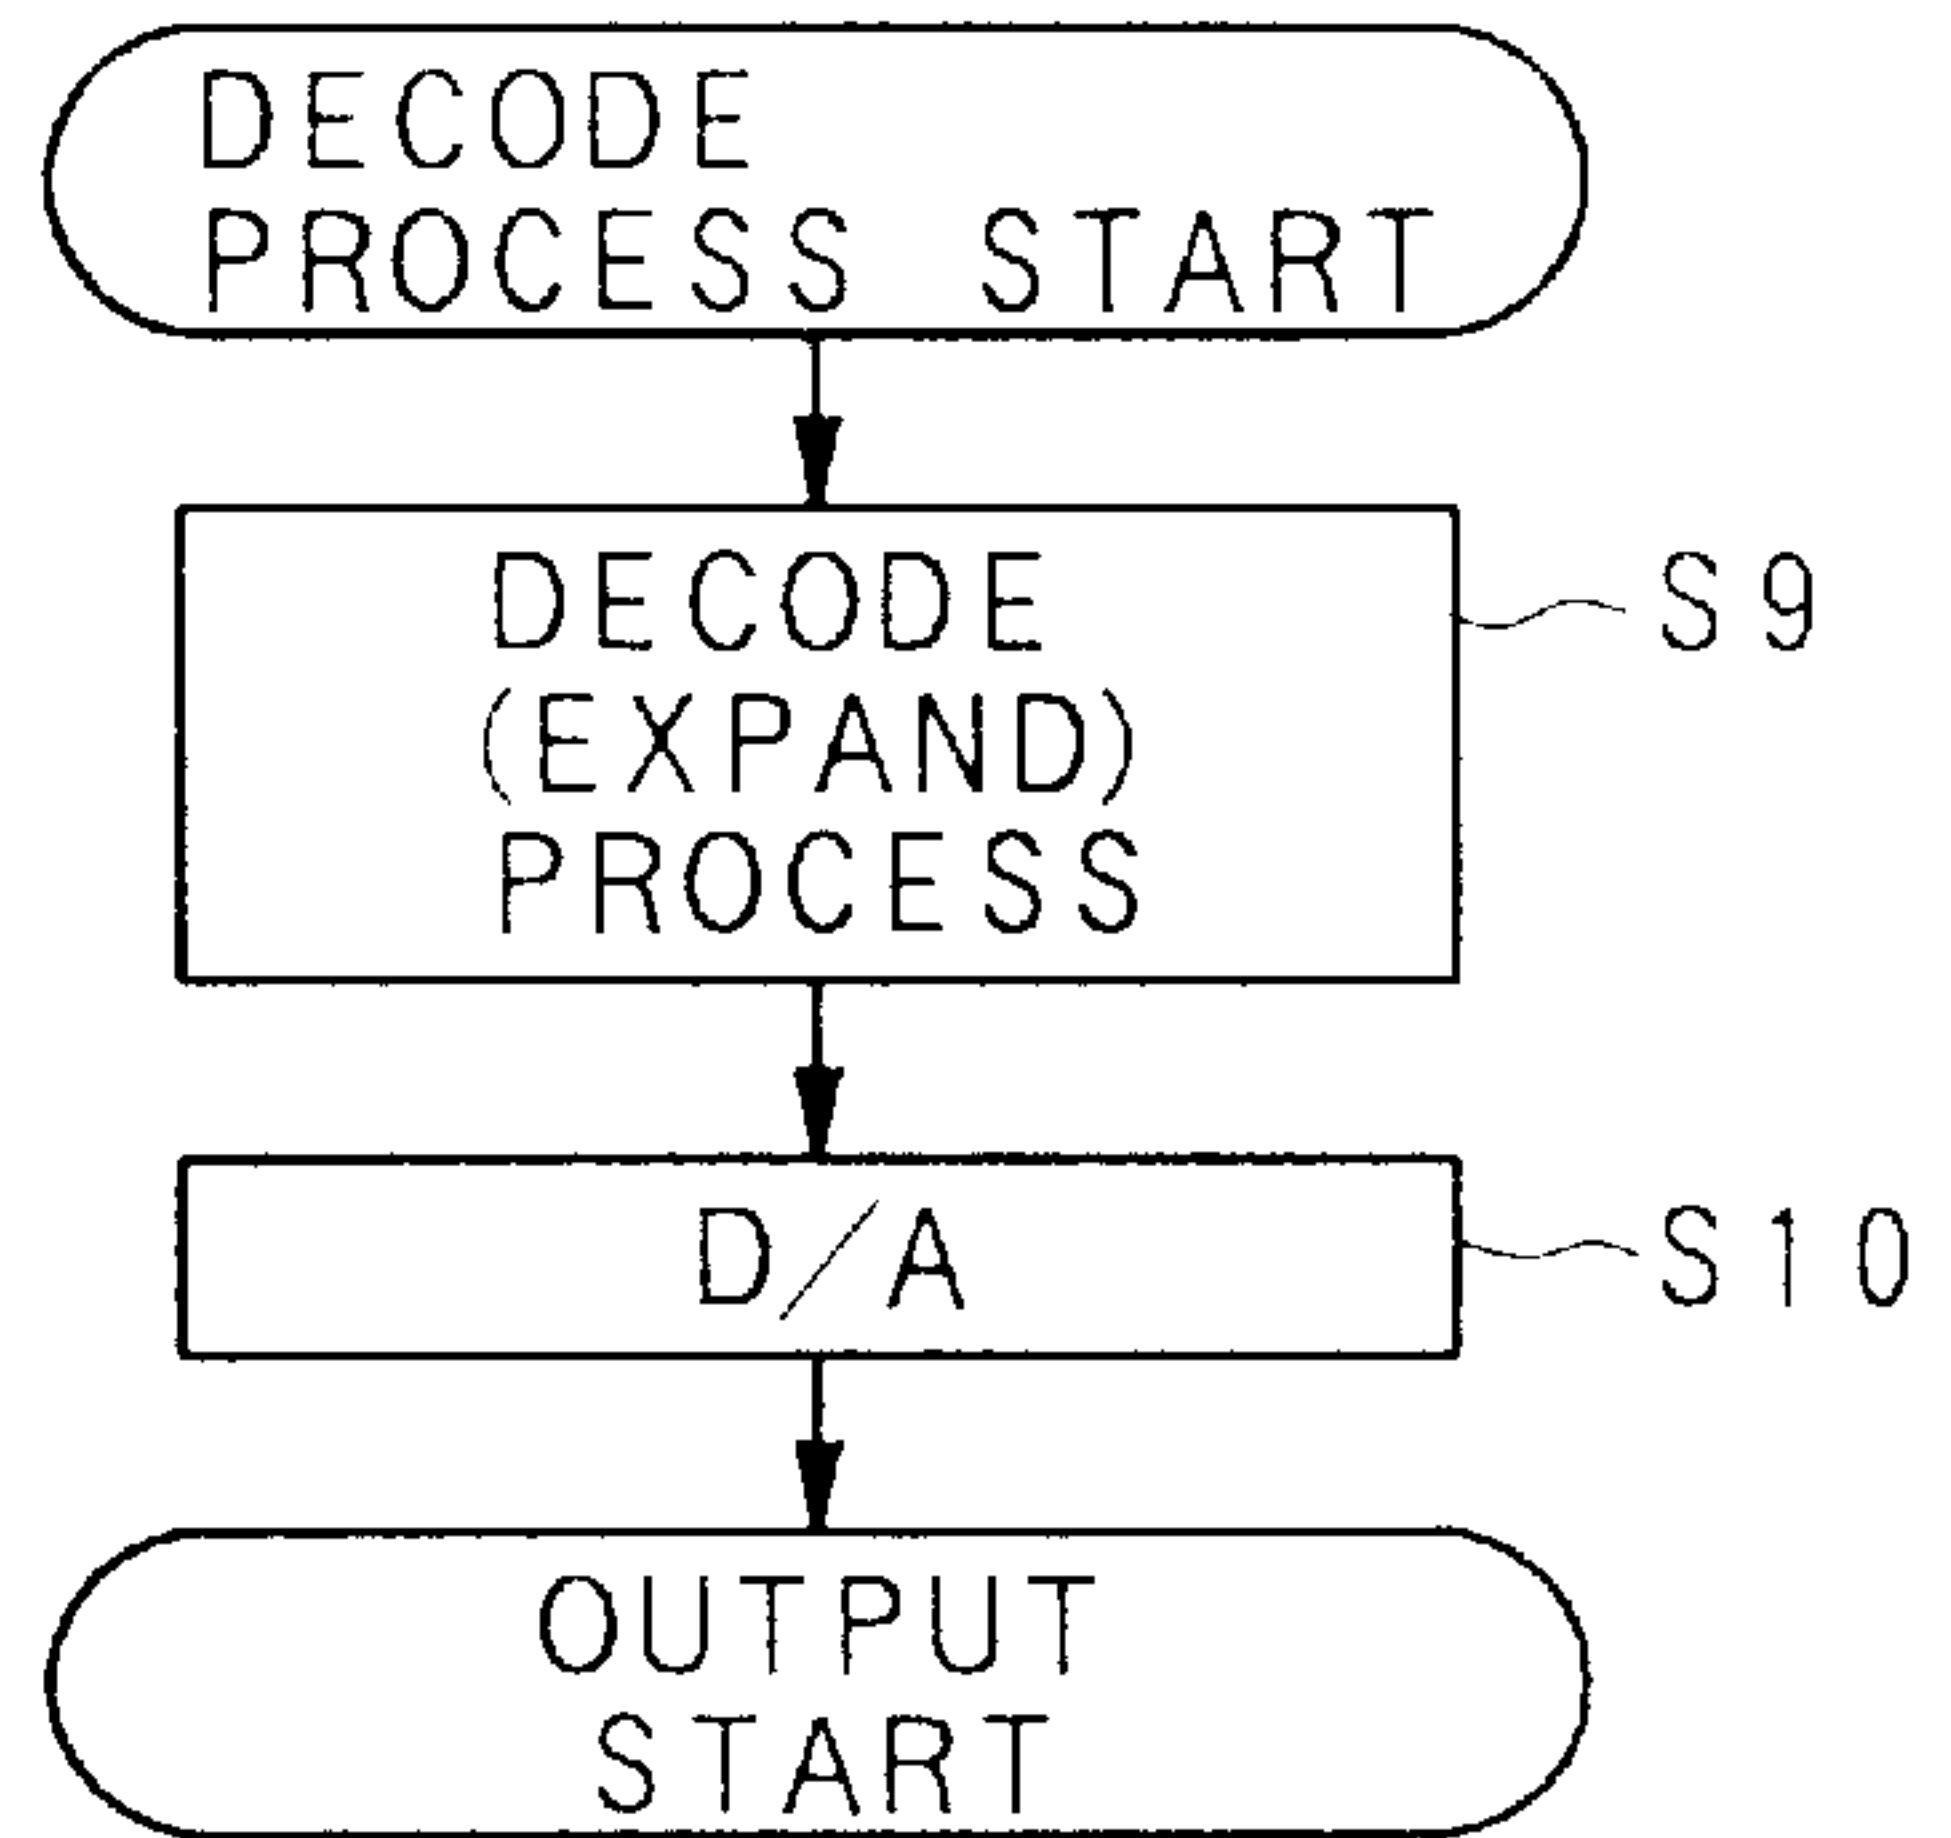 DECODE
PROCESS START
DECODE
(EXPAND)
PROCESS
S9
D/A
S10
OUTPUT
START